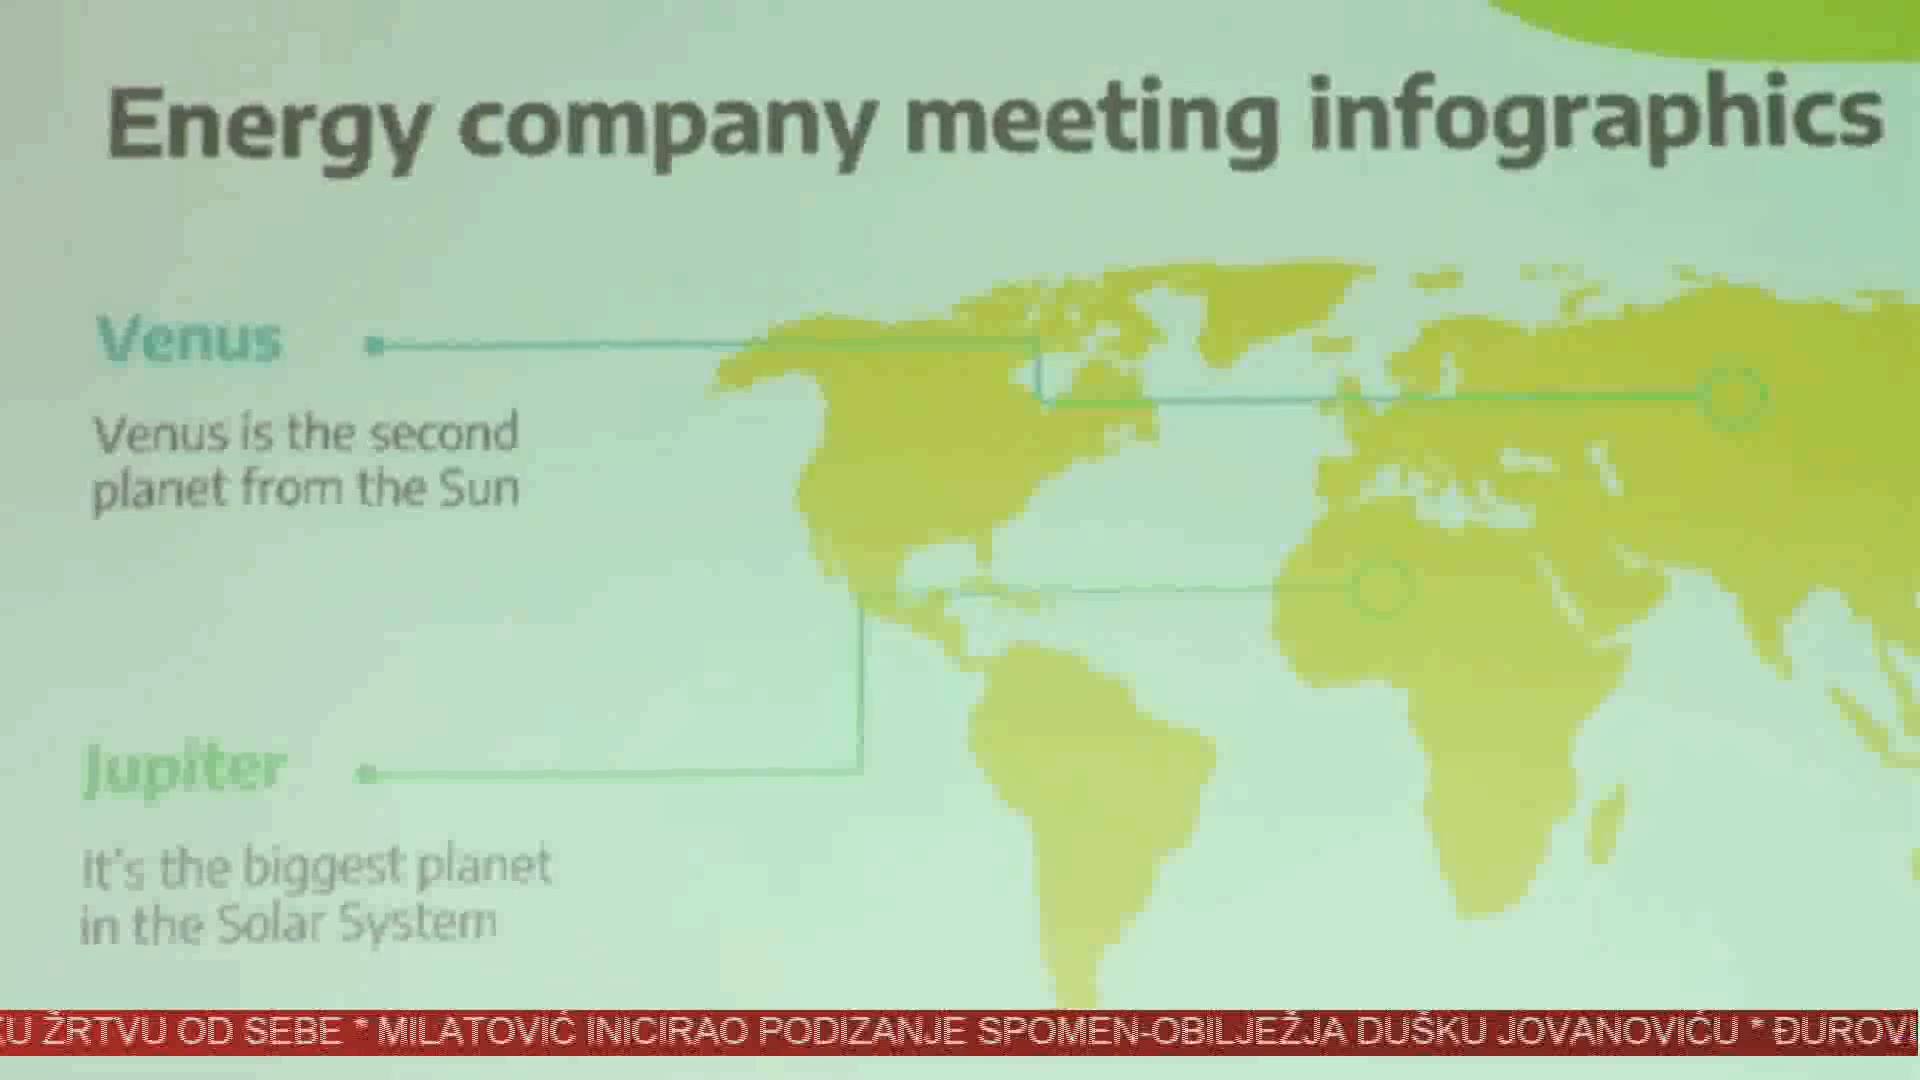 Energy company meeting infographics
Venus
Venus is the second
planet from the Sun
Jupiter
It's the biggest planet
in the Solar System
ŽRTVU OD SEBE * MILATOVIĆ INICIRAO PODIZANJE SPOMEN-OBILJEŽJA DUŠKU JOVANOVIĆU *